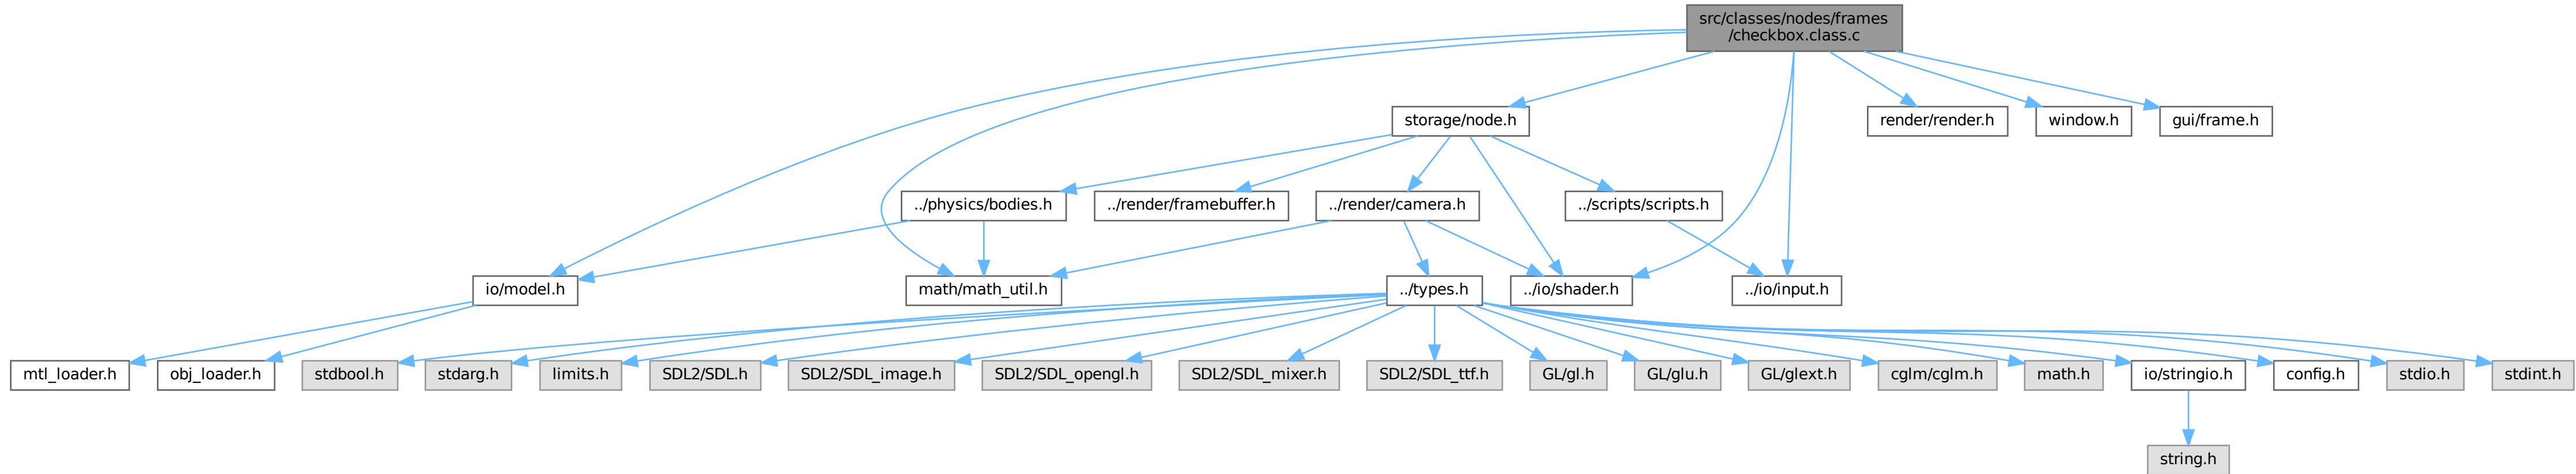 src/classes/nodes/frames
/checkbox.class.c
storage/node.h
render/render.h
window.h
gui/frame.h
../physics/bodies.h
../render/framebuffer.h
../render/camera.h
../scripts/scripts.h
io/model.h
math/math_util.h
../types.h
../io/shader.h
../io/input.h
mtl_loader.h
obj_loader.h
stdbool.h
stdarg.h
limits.h
SDL2/SDL.h
SDL2/SDL_image.h
SDL2/SDL_opengl.h
SDL2/SDL_mixer.h
SDL2/SDL_ttf.h
GL/gl.h
GL/glu.h
GL/glext.h
cglm/cglm.h
math.h
io/stringio.h
config.h
stdio.h
stdint.h
string.h